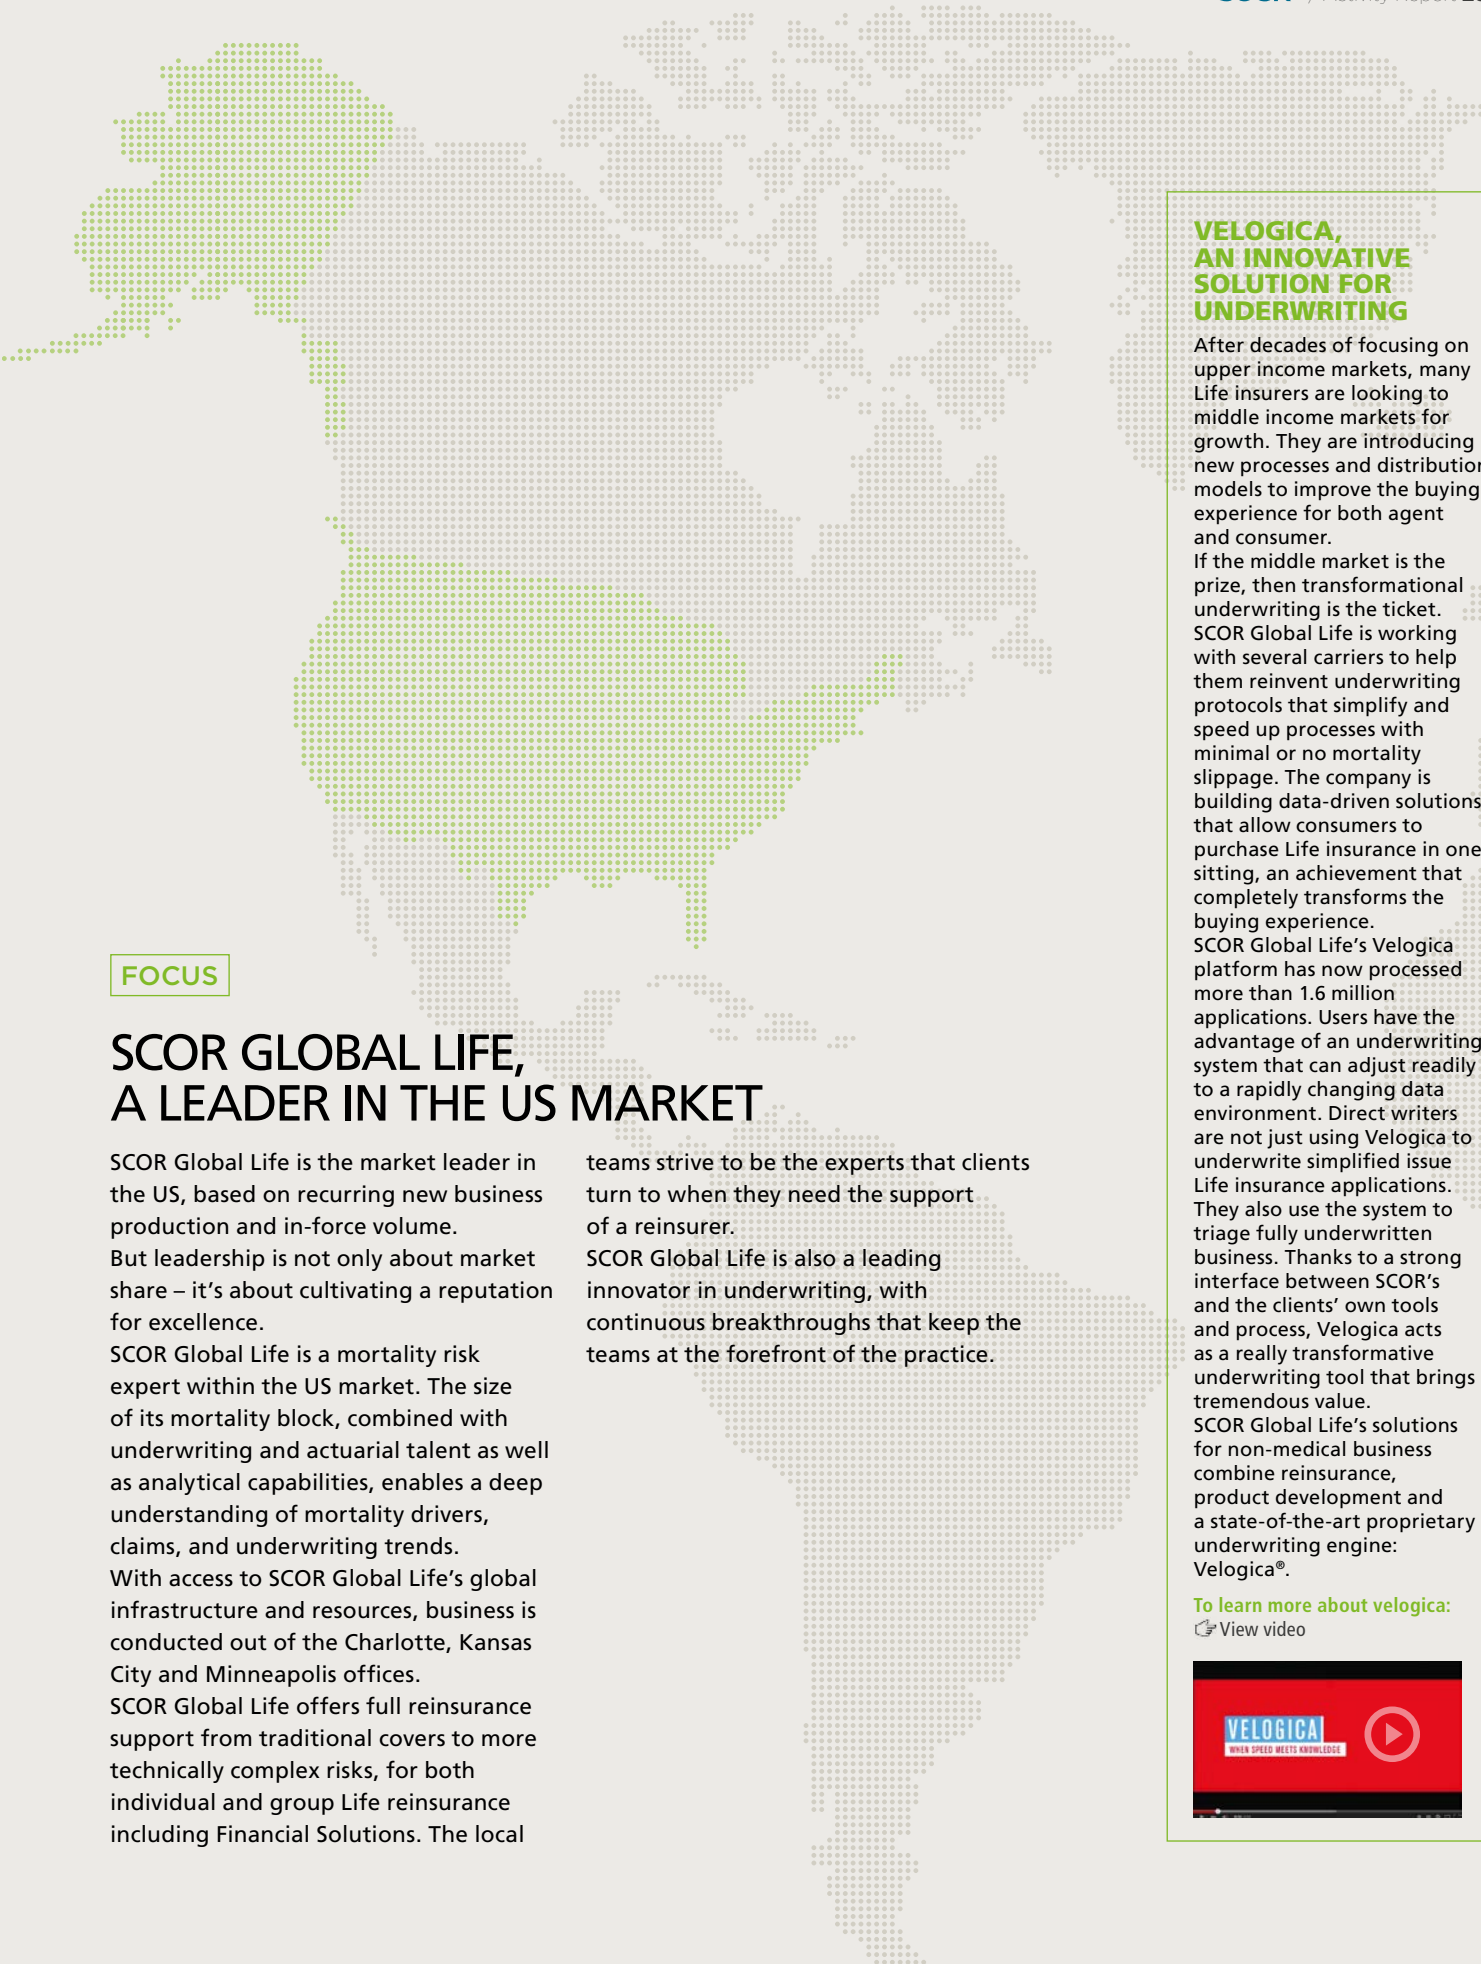 Activity Report
FOCUS
SCOR GLOBAL LIFE,
A LEADER IN THE US MARKET
SCOR Global Life is the market leader in
the US, based on recurring new business
production and in-force volume.
But leadership is not only about market
share – it’s about cultivating a reputation
for excellence.
SCOR Global Life is a mortality risk
expert within the US market. The size
of its mortality block, combined with
underwriting and actuarial talent as well
as analytical capabilities, enables a deep
understanding of mortality drivers,
claims, and underwriting trends.
With access to SCOR Global Life’s global
infrastructure and resources, business is
conducted out of the Charlotte, Kansas
City and Minneapolis offices.
SCOR Global Life offers full reinsurance
support from traditional covers to more
technically complex risks, for both
individual and group Life reinsurance
including Financial Solutions. The local
teams strive to be the experts that clients
turn to when they need the support
of a reinsurer.
SCOR Global Life is also a leading
innovator in underwriting, with
continuous breakthroughs that keep the
teams at the forefront of the practice.
VELOGICA,
AN INNOVATIVE
SOLUTION FOR
UNDERWRITING
After decades of focusing on
upper income markets, many
Life insurers are looking to
middle income markets for
growth. They are introducing
new processes and distribution
models to improve the buying
experience for both agent
and consumer.
If the middle market is the
prize, then transformational
underwriting is the ticket.
SCOR Global Life is working
with several carriers to help
them reinvent underwriting
protocols that simplify and
speed up processes with
minimal or no mortality
slippage. The company is
building data-driven solutions
that allow consumers to
purchase Life insurance in one
sitting, an achievement that
completely transforms the
buying experience.
SCOR Global Life’s Velogica
platform has now processed
more than 1.6 million
applications. Users have the
advantage of an underwriting
system that can adjust readily
to a rapidly changing data
environment. Direct writers
are not just using Velogica to
underwrite simplified issue
Life insurance applications.
They also use the system to
triage fully underwritten
business. Thanks to a strong
interface between SCOR’s
and the clients’ own tools
and process, Velogica acts
as a really transformative
underwriting tool that brings
tremendous value.
SCOR Global Life’s solutions
for non-medical business
combine reinsurance,
product development and
a state-of-the-art proprietary
underwriting engine:
Velogica®.
To learn more about velogica:
View video
VELOGICA
WHEN SPEED MEETS KNOWLEDGE